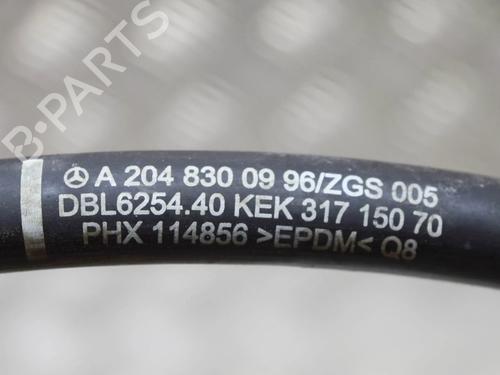 B-PARTS
A 204 830 09 96/ZGS 005
DBL6254.40 KEK 317 150 70
PHX 114856 >EPDM< Q8